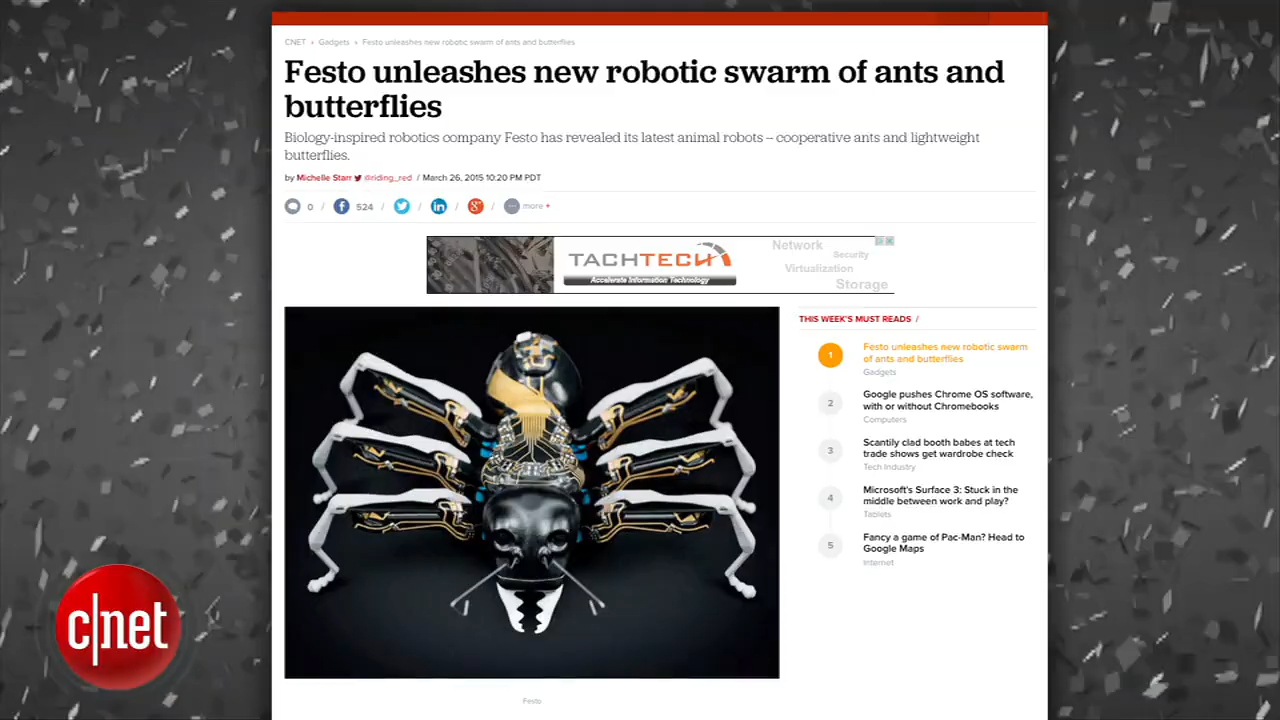 CNET › Gadgets › Festo unleashes new robotic swarm of ants and butterflies
Festo unleashes new robotic swarm of ants and
butterflies
Biology-inspired robotics company Festo has revealed its latest animal robots – cooperative ants and lightweight
butterflies.
by Michelle Starr @riding_red / March 26, 2015 10:20 PM PDT
0 / f 524 / / in / g+ / more +
TACHTECH
Accelerate Information Technology
Network
Security
Virtualization
Storage
THIS WEEK'S MUST READS /
1 Festo unleashes new robotic swarm
of ants and butterflies
Gadgets
2 Google pushes Chrome OS software,
with or without Chromebooks
Computers
3 Scantily clad booth babes at tech
trade shows get wardrobe check
Tech Industry
4 Microsoft's Surface 3: Stuck in the
middle between work and play?
Tablets
5 Fancy a game of Pac-Man? Head to
Google Maps
Internet
Festo
c|net